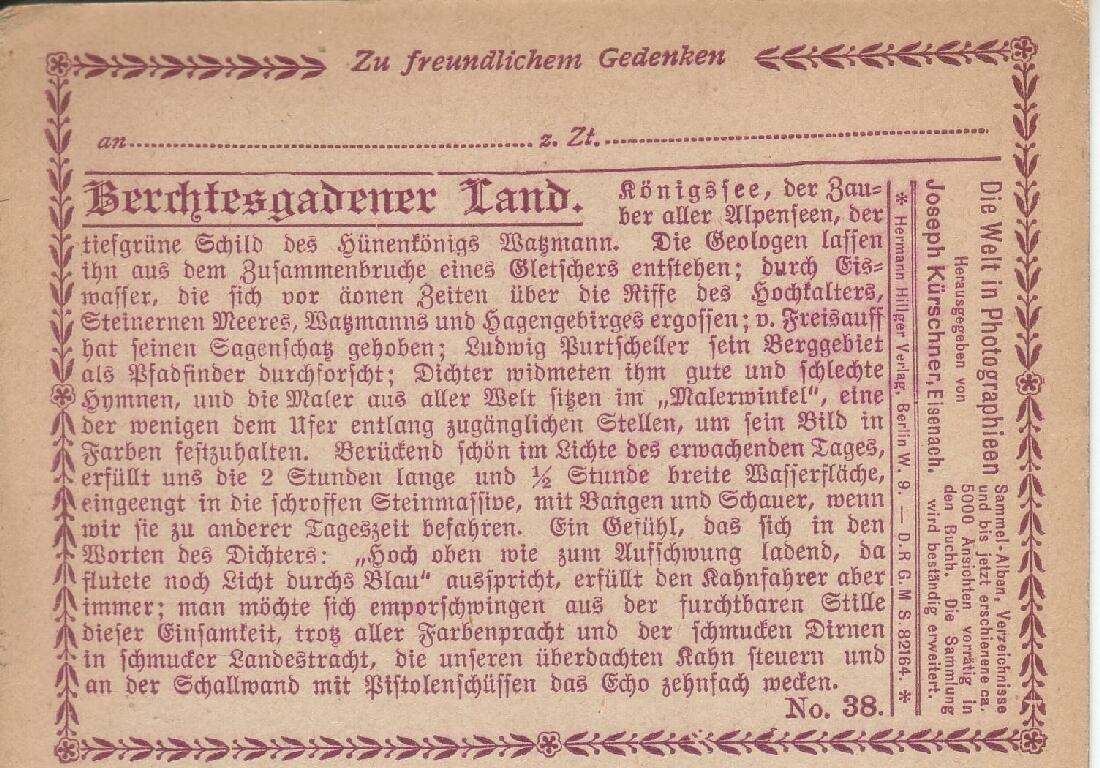 Zu freundlichem Gedenken
an
z. Zt.
Berchtesgadener Land.
Königssee, der Zau=
ber aller Alpenseen, der
tiefgrüne Schild des Hünenkönigs Watzmann. Die Geologen lassen
ihn aus dem Zusammenbruche eines Gletschers entstehen; durch Eis=
wasser, die sich vor äonen Zeiten über die Riffe des Hochkalters,
Steinernen Meeres, Watzmanns und Hagengebirges ergossen; v. Freisauff
hat seinen Sagenschatz gehoben; Ludwig Purtscheller sein Berggebiet
als Pfadfinder durchforscht; Dichter widmeten ihm gute und schlechte
Hymnen, und die Maler aus aller Welt sitzen im „Malerwinkel“, eine
der wenigen dem Ufer entlang zugänglichen Stellen, um sein Bild in
Farben festzuhalten. Berückend schön im Lichte des erwachenden Tages,
erfüllt uns die 2 Stunden lange und ½ Stunde breite Wasserfläche,
eingeengt in die schroffen Steinmassive, mit Bangen und Schauer, wenn
wir sie zu anderer Tageszeit befahren. Ein Gefühl, das sich in den
Worten des Dichters: „Hoch oben wie zum Aufschwung ladend, da
flutete noch Licht durchs Blau“ ausspricht, erfüllt den Kahnfahrer aber
immer; man möchte sich emporschwingen aus der furchtbaren Stille
dieser Einsamkeit, trotz aller Farbenpracht und der schmucken Dirnen
in schmucker Landestracht, die unseren überdachten Kahn steuern und
an der Schallwand mit Pistolenschüssen das Echo zehnfach wecken.
No. 38.
Die Welt in Photographieen
Herausgegeben von
Joseph Kürschner, Eisenach.
Sammel-Alben, Verzeichnisse
und bis jetzt erschienene ca.
5000 Ansichten vorrätig in
den Buchh. Die Sammlung
wird beständig erweitert.
* Hermann Hillger Verlag, Berlin W. 9. — D. R G. M S. 82164. *